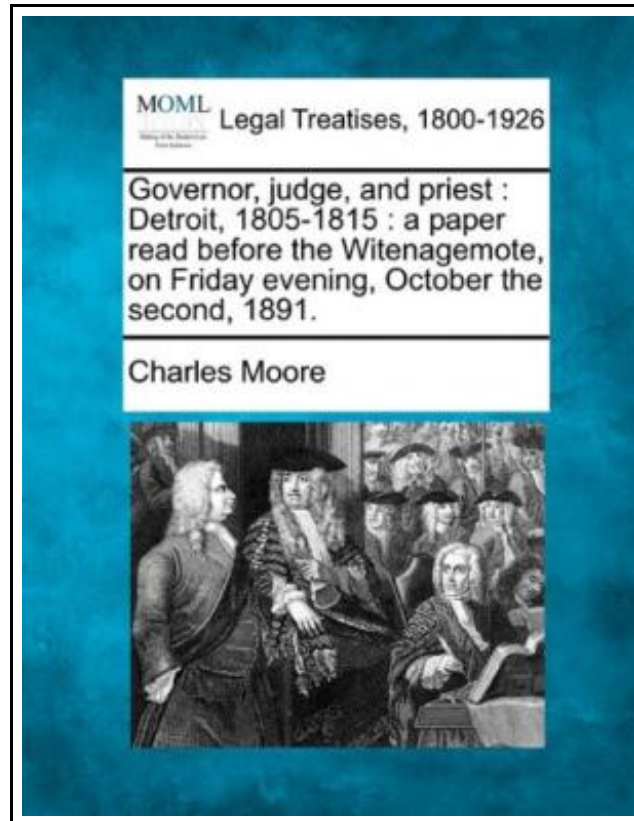 MOML
Legal Treatises, 1800-1926
Governor, judge, and priest :
Detroit, 1805-1815 : a paper
read before the Witenagemote,
on Friday evening, October the
second, 1891.
Charles Moore